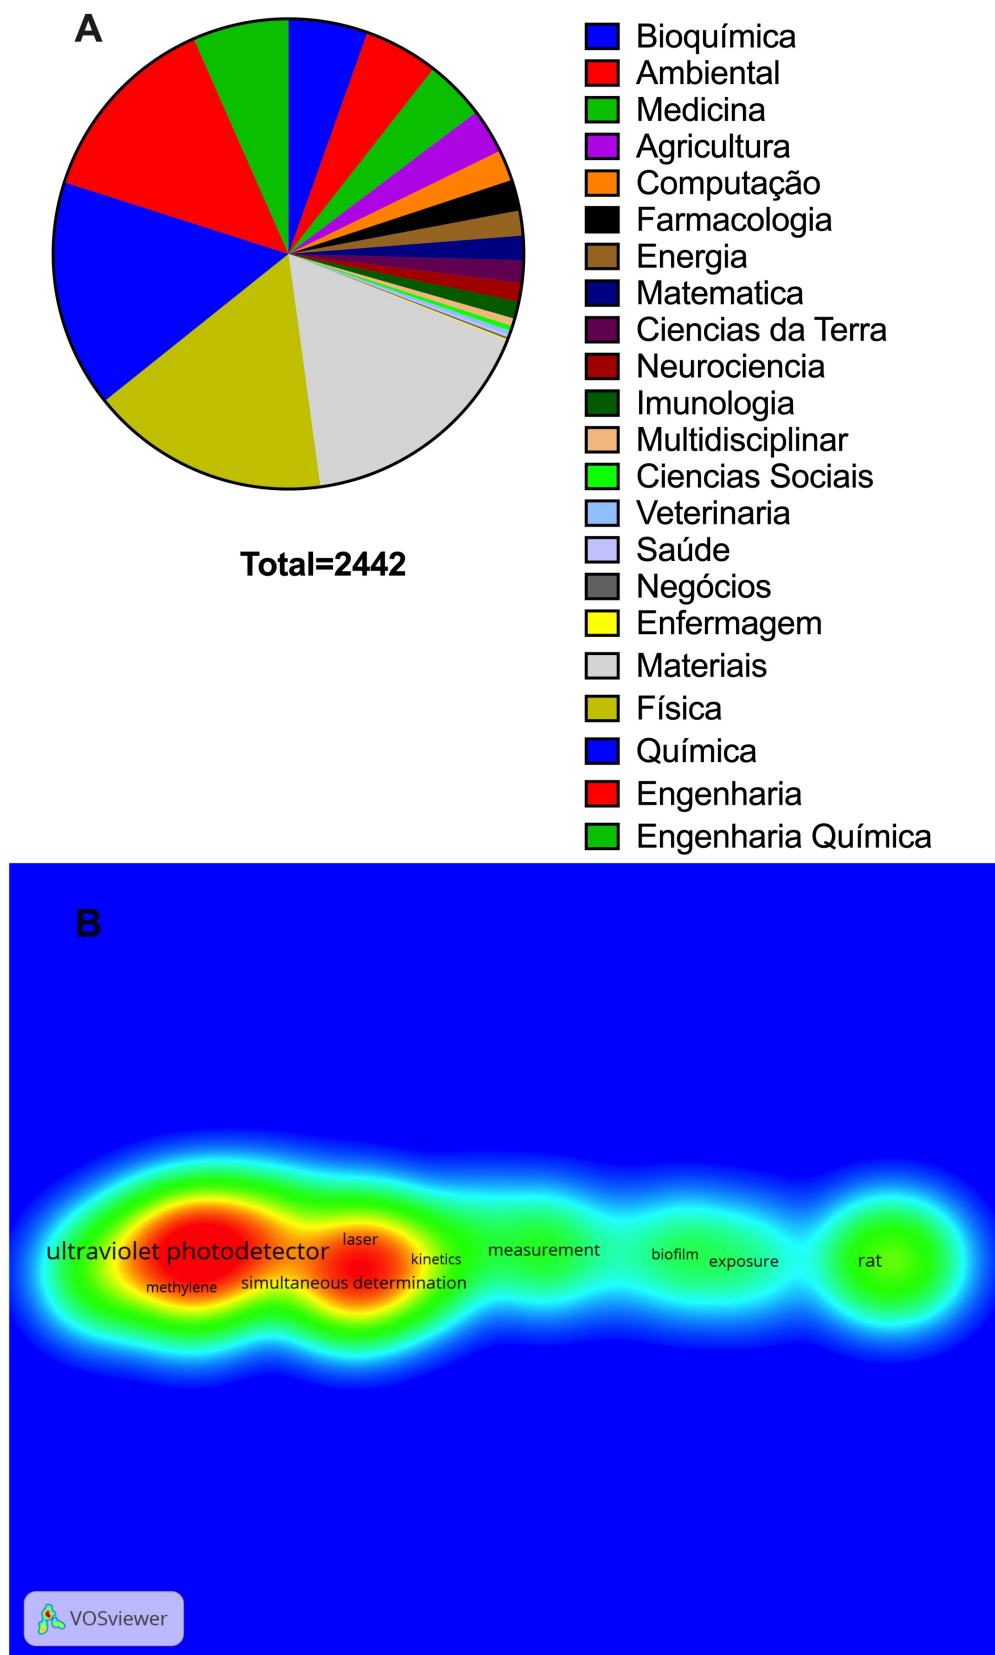 A
Bioquímica
Ambiental
Medicina
Agricultura
Computação
Farmacologia
Energia
Matematica
Ciencias da Terra
Neurociencia
Imunologia
Multidisciplinar
Ciencias Sociais
Veterinaria
Saúde
Negócios
Enfermagem
Materiais
Física
Química
Engenharia
Engenharia Química
Total=2442
B
ultraviolet photodetector
laser
kinetics
methylene
simultaneous determination
measurement
biofilm
exposure
rat
VOSviewer